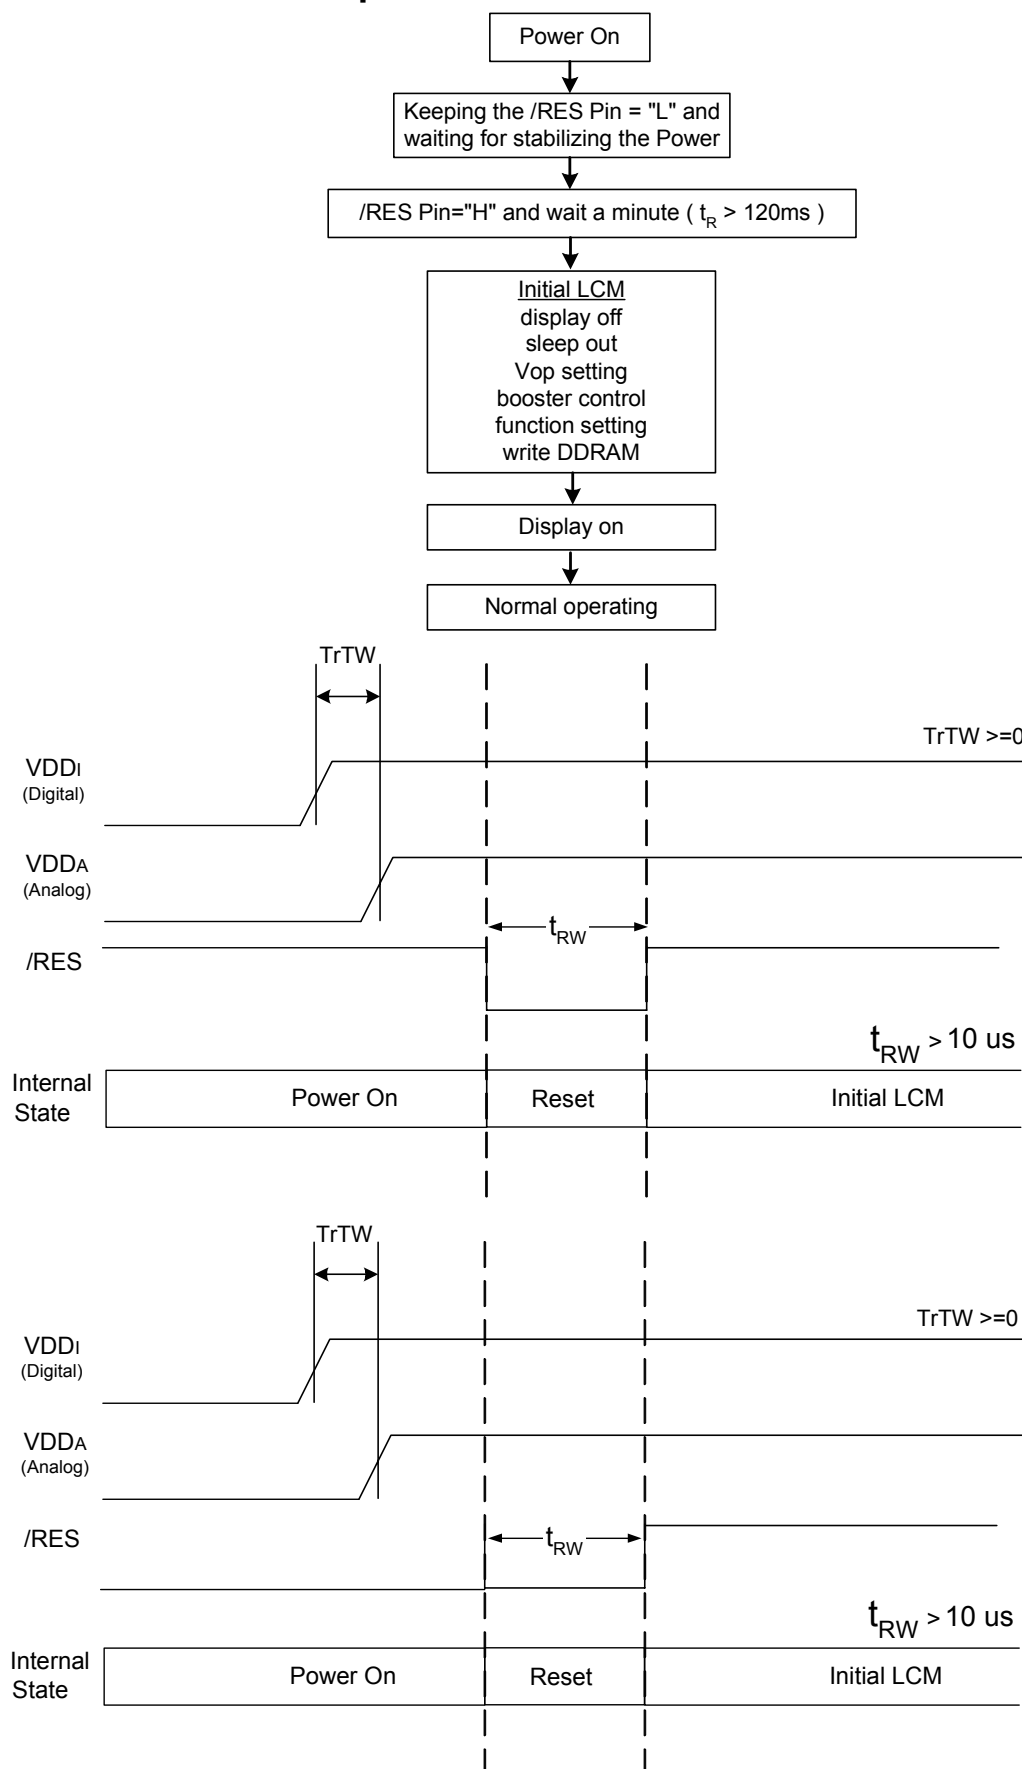 Power On
Keeping the /RES Pin = "L" and
waiting for stabilizing the Power
/RES Pin="H" and wait a minute ( tR > 120ms )
Initial LCM
display off
sleep out
Vop setting
booster control
function setting
write DDRAM
Display on
Normal operating
TrTW
TrTW >=0
VDDI
(Digital)
VDDA
(Analog)
tRW
/RES
tRW > 10 us
Internal
State
Power On
Reset
Initial LCM
TrTW
TrTW >=0
VDDI
(Digital)
VDDA
(Analog)
tRW
/RES
tRW > 10 us
Internal
State
Power On
Reset
Initial LCM